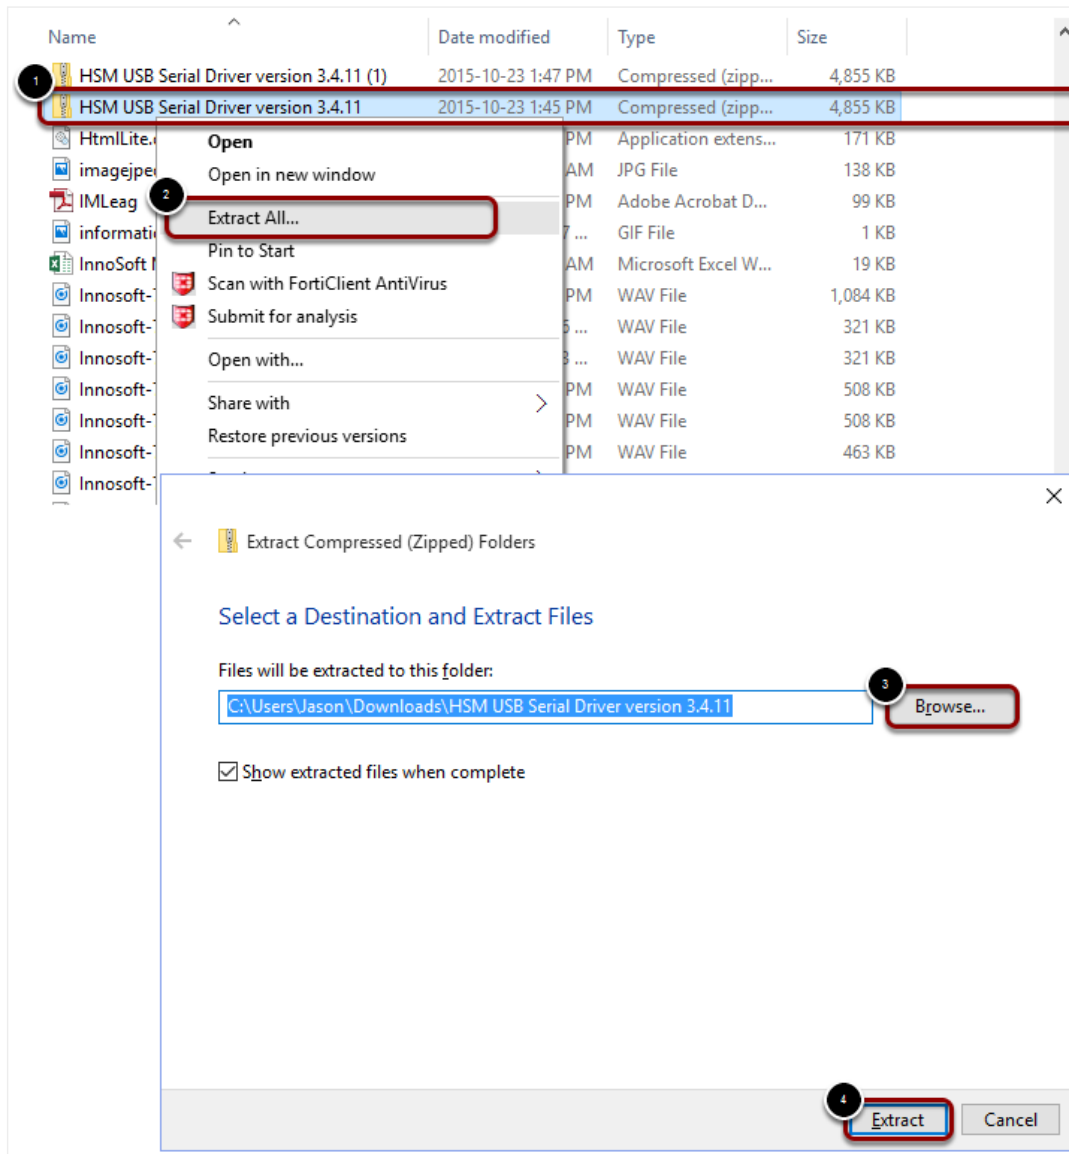 Name Date modified Type Size
1
HSM USB Serial Driver version 3.4.11 (1) 2015-10-23 1:47 PM Compressed (zipp... 4,855 KB
HSM USB Serial Driver version 3.4.11 2015-10-23 1:45 PM Compressed (zipp... 4,855 KB
HtmlLite. PM Application extens... 171 KB
Open
imagejpe AM JPG File 138 KB
Open in new window
2
IMLeag PM Adobe Acrobat D... 99 KB
Extract All...
informati 7 ... GIF File 1 KB
Pin to Start
InnoSoft AM Microsoft Excel W... 19 KB
Scan with FortiClient AntiVirus
Innosoft- PM WAV File 1,084 KB
Submit for analysis
Innosoft- ... WAV File 321 KB
Open with...
Innosoft- ... WAV File 321 KB
Innosoft- PM WAV File 508 KB
Share with
Innosoft- PM WAV File 508 KB
Restore previous versions
Innosoft- PM WAV File 463 KB
Innosoft-
Extract Compressed (Zipped) Folders
Select a Destination and Extract Files
Files will be extracted to this folder:
3
C:\Users\Jason\Downloads\HSM USB Serial Driver version 3.4.11 Browse...
Show extracted files when complete
4
Extract Cancel